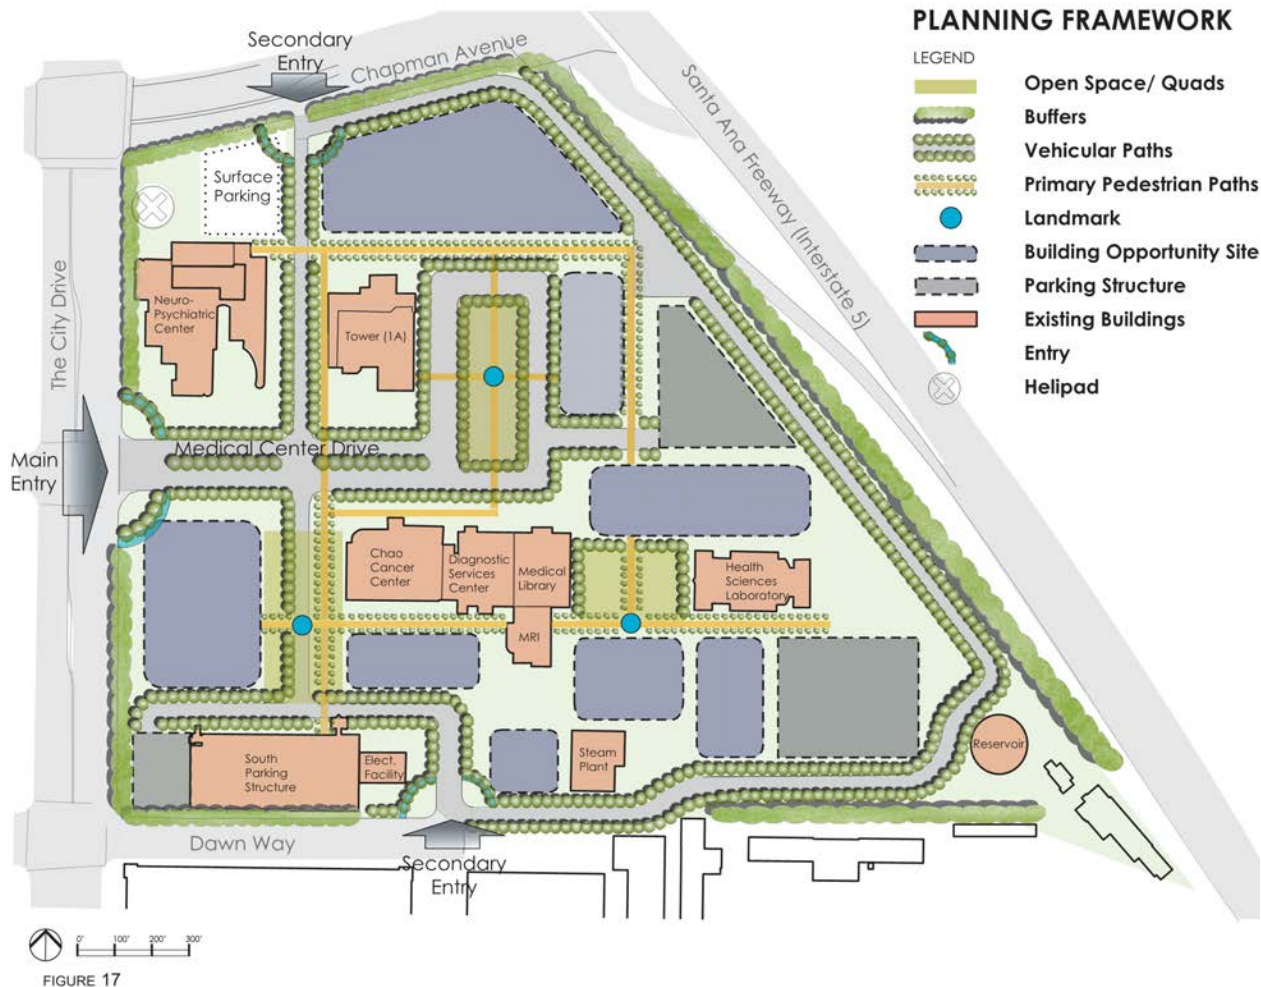 PLANNING FRAMEWORK
LEGEND
Open Space/ Quads
Buffers
Vehicular Paths
Primary Pedestrian Paths
Landmark
Building Opportunity Site
Parking Structure
Existing Buildings
Entry
Helipad
Secondary
Entry
Chapman Avenue
Santa Ana Freeway (Interstate 5)
Surface
Parking
The City Drive
Neuro-
Psychiatric
Center
Tower (1A)
Main
Entry
Medical Center Drive
Chao
Cancer
Center
Diagnostic
Services
Center
Medical
Library
MRI
Health
Sciences
Laboratory
South
Parking
Structure
Elect.
Facility
Steam
Plant
Reservoir
Dawn Way
Secondary
Entry
0' 100' 200' 300'
FIGURE 17